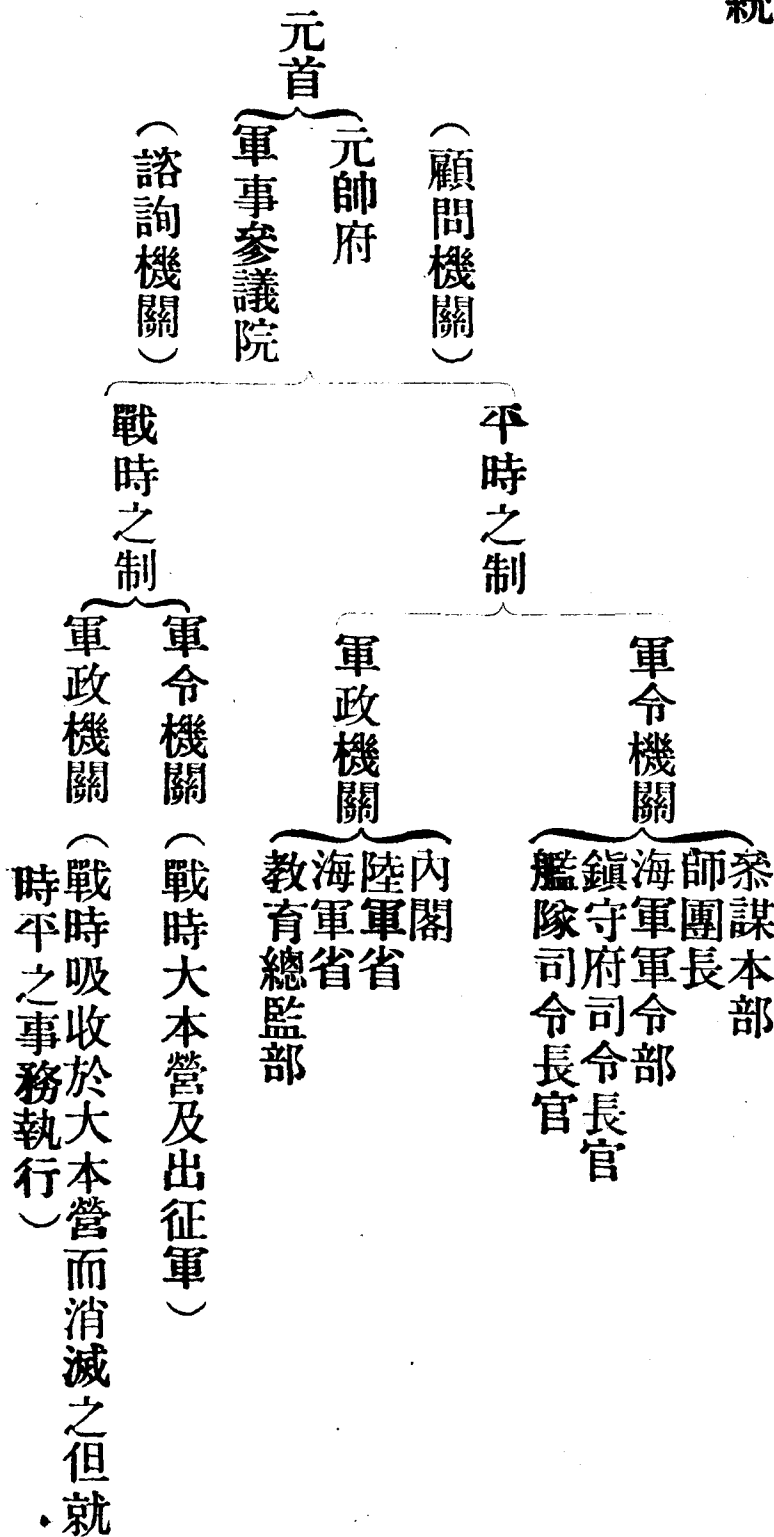 統
元首
（顧問機關）
元帥府
軍事參議院
（諮詢機關）
平時之制
軍令機關
參謀本部
師團長
海軍軍令部
鎭守府司令長官
艦隊司令長官
軍政機關
內閣
陸軍省
海軍省
教育總監部
戰時之制
軍令機關（戰時大本營及出征軍）
軍政機關（戰時吸收於大本營而消滅之但就
時平之事務執行）